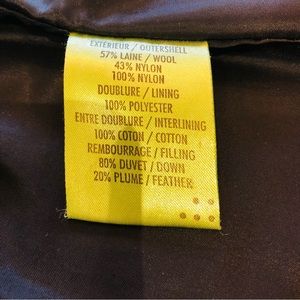 EXTÉRIEUR / OUTERSHELL
57% LAINE / WOOL
43% NYLON
100% NYLON
DOUBLURE / LINING
100% POLYESTER
ENTRE DOUBLURE / INTERLINING
100% COTON / COTTON
REMBOURRAGE / FILLING
80% DUVET / DOWN
20% PLUME / FEATHER